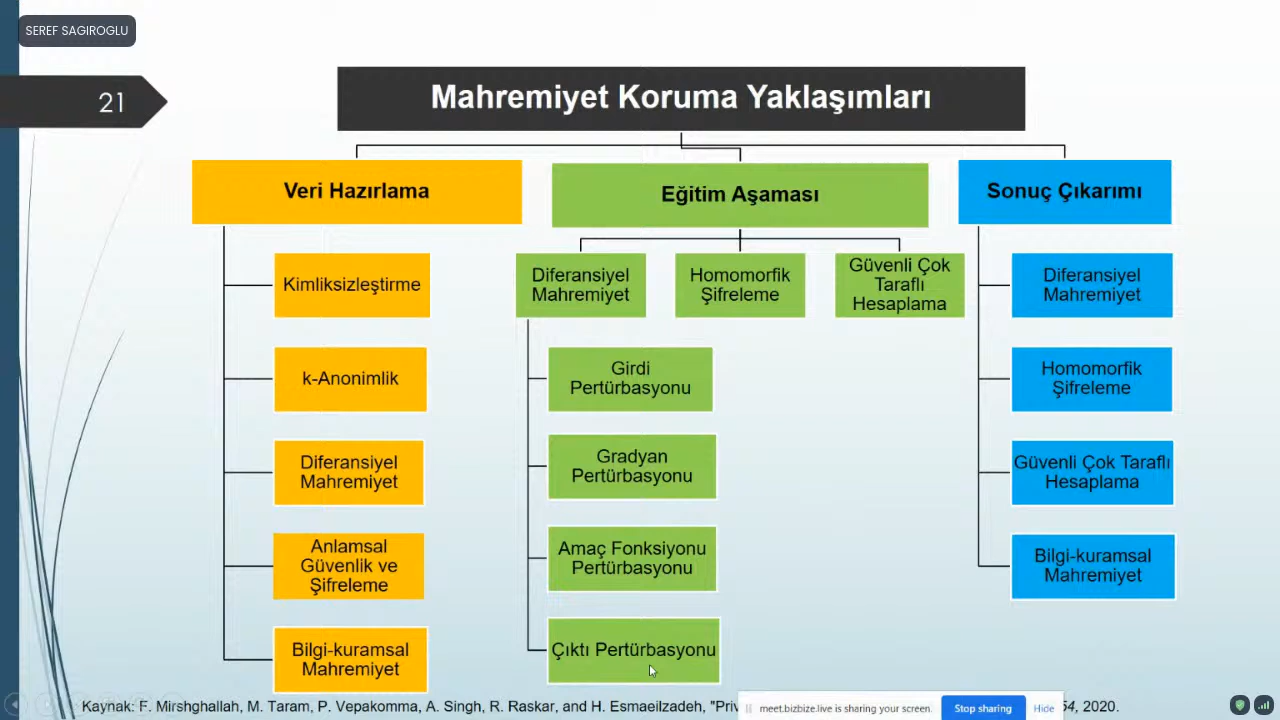 SEREF SAGIROGLU
21
Mahremiyet Koruma Yaklaşımları
Veri Hazırlama
Kimliksizleştirme
k-Anonimlik
Diferansiyel
Mahremiyet
Anlamsal
Güvenlik ve
Şifreleme
Bilgi-kuramsal
Mahremiyet
Eğitim Aşaması
Diferansiyel
Mahremiyet
Homomorfik
Şifreleme
Güvenli Çok
Taraflı
Hesaplama
Girdi
Pertürbasyonu
Gradyan
Pertürbasyonu
Amaç Fonksiyonu
Pertürbasyonu
Çıktı Pertürbasyonu
Sonuç Çıkarımı
Diferansiyel
Mahremiyet
Homomorfik
Şifreleme
Güvenli Çok Taraflı
Hesaplama
Bilgi-kuramsal
Mahremiyet
Kaynak: F. Mirshghallah, M. Taram, P. Vepakomma, A. Singh, R. Raskar, and H. Esmaeilzadeh, "Priv 54, 2020.
meet.bizbize.live is sharing your screen.
Stop sharing
Hide